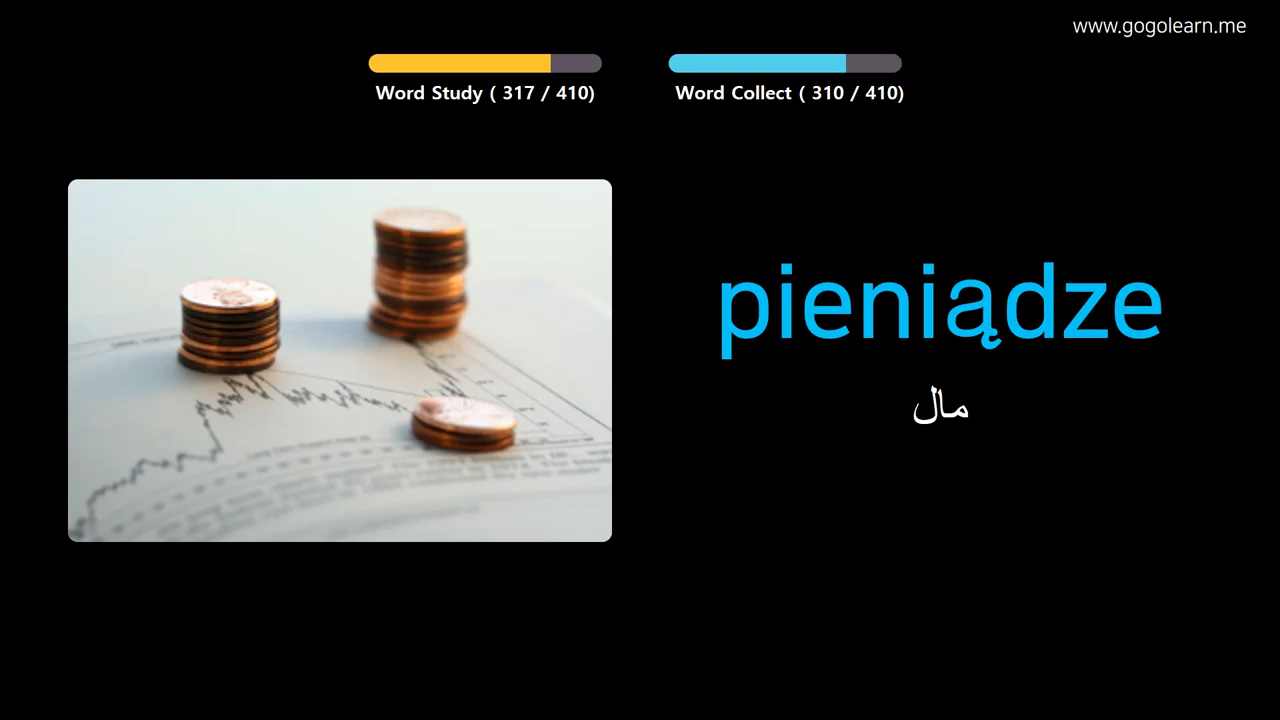 www.gogolearn.me
Word Study ( 317 / 410)
Word Collect ( 310 / 410)
pieniądze
مال